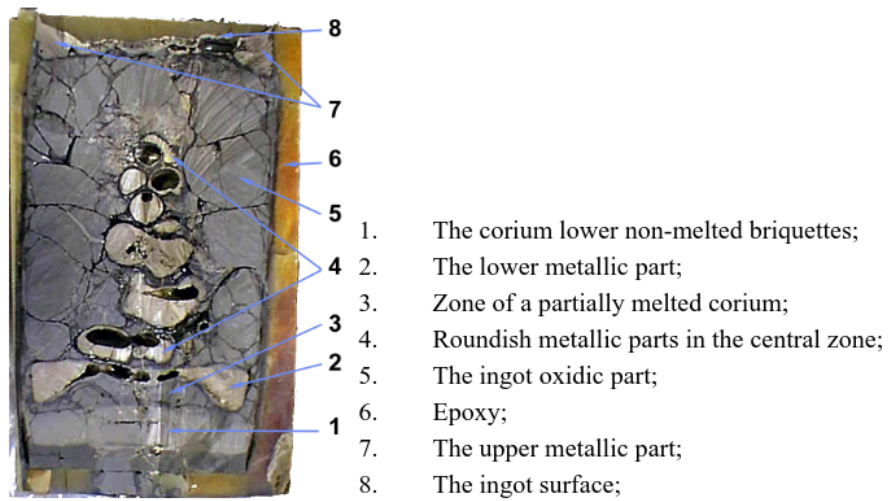 8
7
6
5
4
3
2
1
1. The corium lower non-melted briquettes;
2. The lower metallic part;
3. Zone of a partially melted corium;
4. Roundish metallic parts in the central zone;
5. The ingot oxidic part;
6. Epoxy;
7. The upper metallic part;
8. The ingot surface;